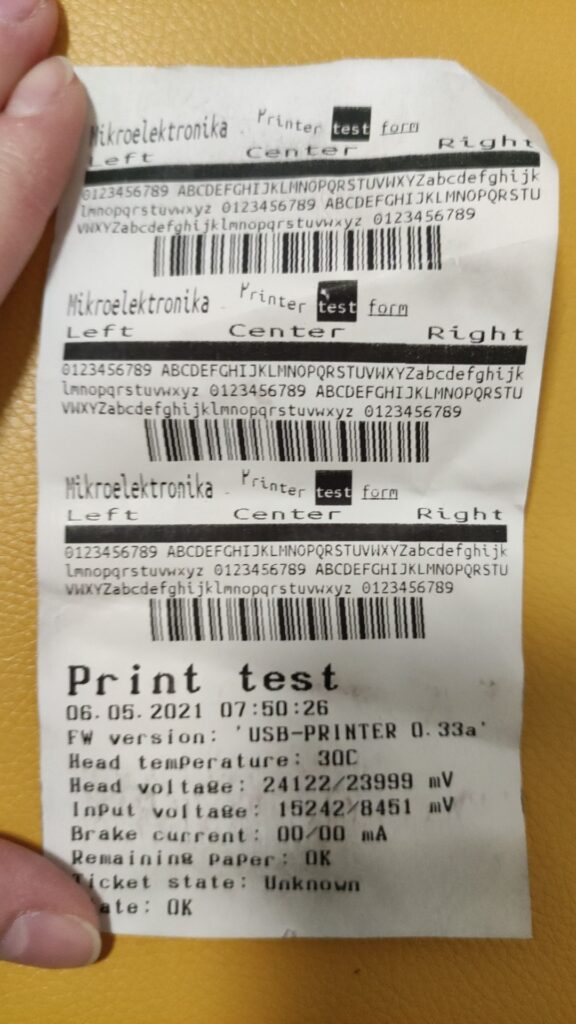 Mikroelektronika - Printer test form
Left Center Right
0123456789 ABCDEFGHIJKLMNOPQRSTUVWXYZabcdefghijk
lmnopqrstuvwxyz 0123456789 ABCDEFGHIJKLMNOPQRSTU
VWXYZabcdefghijklmnopqrstuvwxyz 0123456789
Mikroelektronika - Printer test form
Left Center Right
0123456789 ABCDEFGHIJKLMNOPQRSTUVWXYZabcdefghijk
lmnopqrstuvwxyz 0123456789 ABCDEFGHIJKLMNOPQRSTU
VWXYZabcdefghijklmnopqrstuvwxyz 0123456789
Mikroelektronika - Printer test form
Left Center Right
0123456789 ABCDEFGHIJKLMNOPQRSTUVWXYZabcdefghijk
lmnopqrstuvwxyz 0123456789 ABCDEFGHIJKLMNOPQRSTU
VWXYZabcdefghijklmnopqrstuvwxyz 0123456789
Print test
06.05.2021 07:50:26
FW version: 'USB-PRINTER 0.33a'
Head temperature: 30C
Head voltage: 24122/23999 mV
Input voltage: 15242/8451 mV
Brake current: 00/00 mA
Remaining paper: OK
Ticket state: Unknown
ate: OK